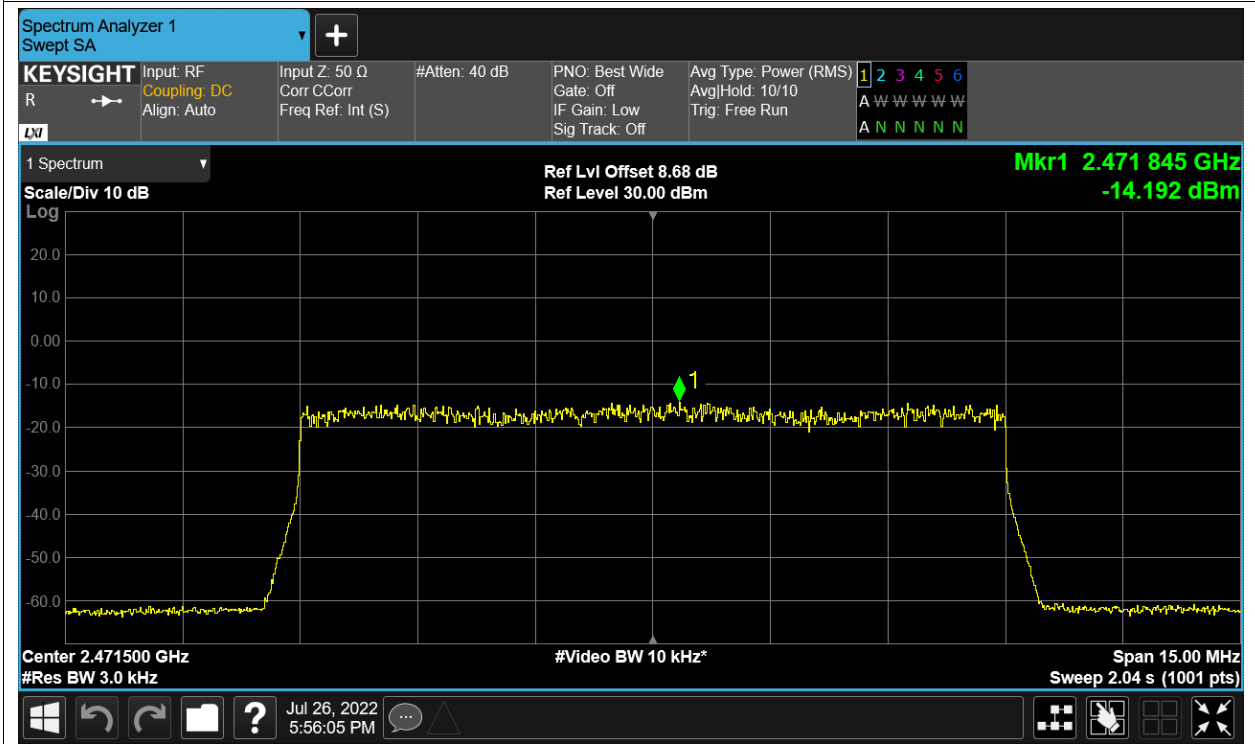 Spectrum Analyzer 1
Swept SA
+
KEYSIGHT
R
LXI
Input: RF
Coupling: DC
Align: Auto
Input Z: 50 Ω
Corr CCorr
Freq Ref: Int (S)
#Atten: 40 dB
PNO: Best Wide
Gate: Off
IF Gain: Low
Sig Track: Off
Avg Type: Power (RMS)
Avg|Hold: 10/10
Trig: Free Run
1 2 3 4 5 6
A W W W W W
A N N N N N
1 Spectrum
Scale/Div 10 dB
Log
Ref Lvl Offset 8.68 dB
Ref Level 30.00 dBm
Mkr1 2.471 845 GHz
-14.192 dBm
20.0
10.0
0.00
-10.0
-20.0
-30.0
-40.0
-50.0
-60.0
1
Center 2.471500 GHz
#Res BW 3.0 kHz
#Video BW 10 kHz*
Span 15.00 MHz
Sweep 2.04 s (1001 pts)
?
Jul 26, 2022
5:56:05 PM